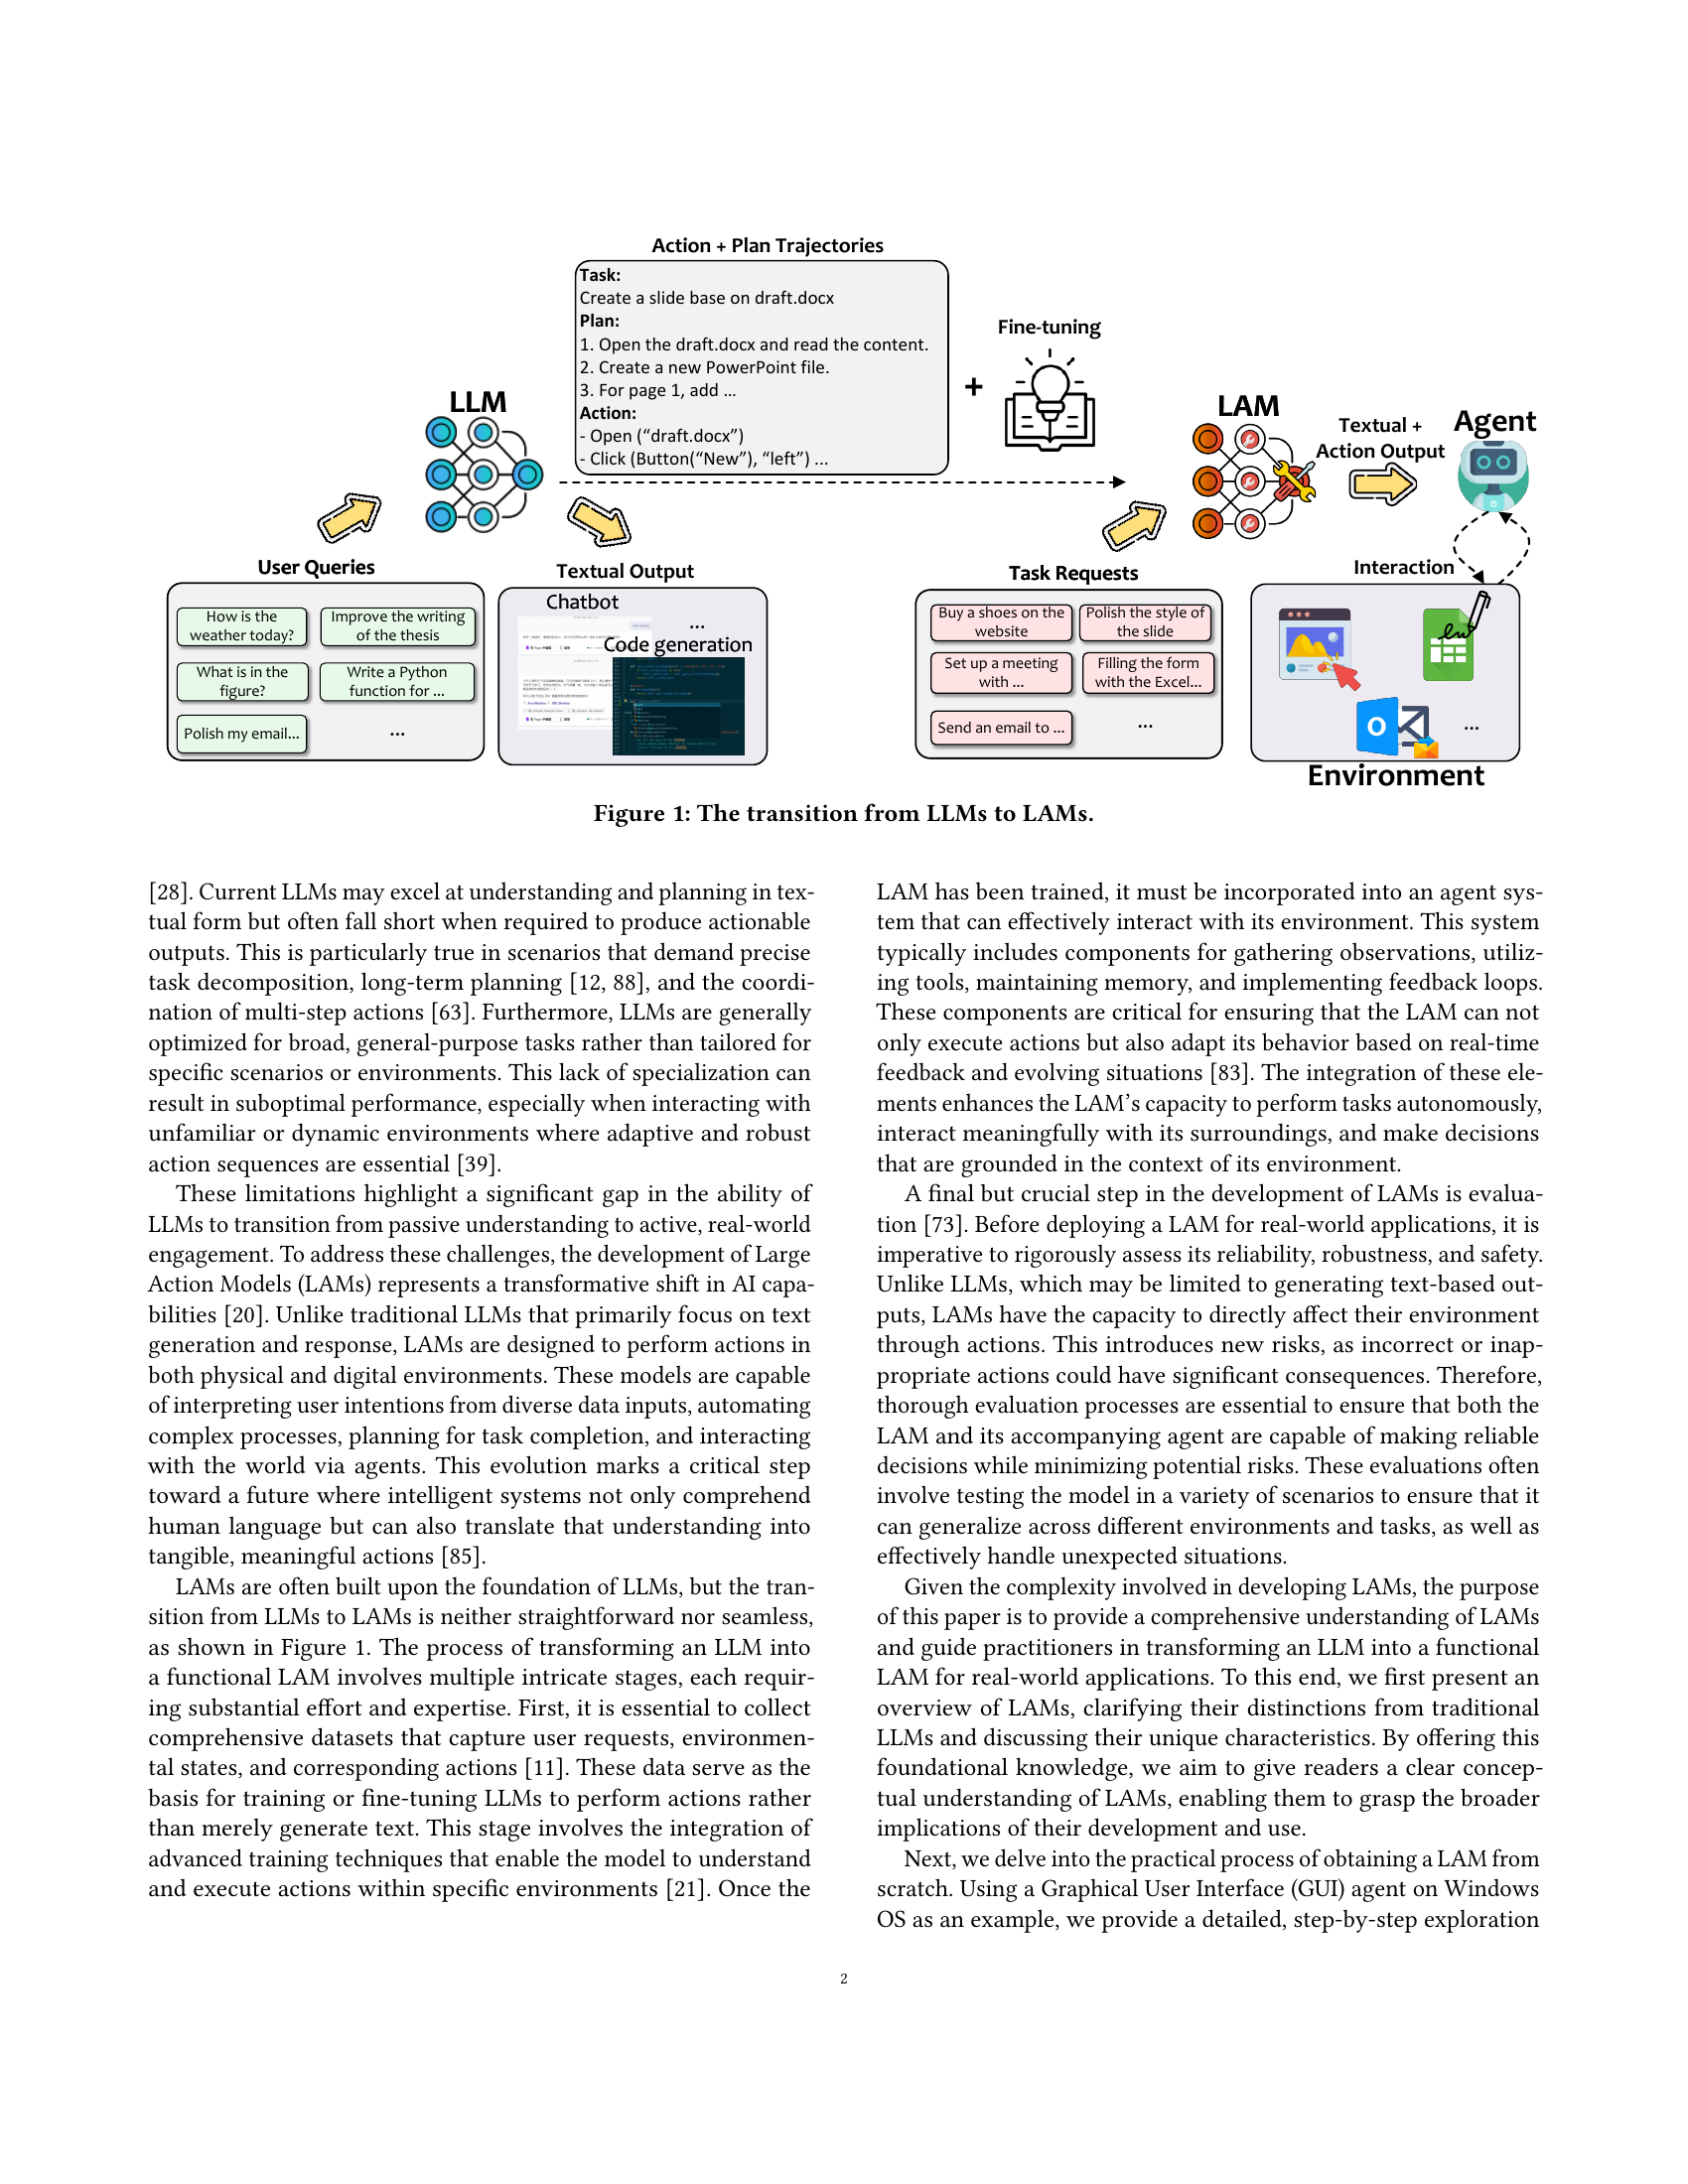 Action + Plan Trajectories
Task:
Create a slide base on draft.docx
Plan:
1. Open the draft.docx and read the content.
2. Create a new PowerPoint file.
3. For page 1, add ...
Action:
- Open (“draft.docx”)
- Click (Button(“New”), “left”) ...
+
Fine-tuning
LLM
LAM
Textual +
Action Output
Agent
User Queries
How is the
weather today?
Improve the writing
of the thesis
What is in the
figure?
Write a Python
function for ...
Polish my email...
...
Textual Output
Chatbot
...
Code generation
Task Requests
Buy a shoes on the
website
Polish the style of
the slide
Set up a meeting
with ...
Filling the form
with the Excel...
Send an email to ...
...
Interaction
...
Environment
Figure 1: The transition from LLMs to LAMs.
[28]. Current LLMs may excel at understanding and planning in tex-
tual form but often fall short when required to produce actionable
outputs. This is particularly true in scenarios that demand precise
task decomposition, long-term planning [12, 88], and the coordi-
nation of multi-step actions [63]. Furthermore, LLMs are generally
optimized for broad, general-purpose tasks rather than tailored for
specific scenarios or environments. This lack of specialization can
result in suboptimal performance, especially when interacting with
unfamiliar or dynamic environments where adaptive and robust
action sequences are essential [39].
These limitations highlight a significant gap in the ability of
LLMs to transition from passive understanding to active, real-world
engagement. To address these challenges, the development of Large
Action Models (LAMs) represents a transformative shift in AI capa-
bilities [20]. Unlike traditional LLMs that primarily focus on text
generation and response, LAMs are designed to perform actions in
both physical and digital environments. These models are capable
of interpreting user intentions from diverse data inputs, automating
complex processes, planning for task completion, and interacting
with the world via agents. This evolution marks a critical step
toward a future where intelligent systems not only comprehend
human language but can also translate that understanding into
tangible, meaningful actions [85].
LAMs are often built upon the foundation of LLMs, but the tran-
sition from LLMs to LAMs is neither straightforward nor seamless,
as shown in Figure 1. The process of transforming an LLM into
a functional LAM involves multiple intricate stages, each requir-
ing substantial effort and expertise. First, it is essential to collect
comprehensive datasets that capture user requests, environmen-
tal states, and corresponding actions [11]. These data serve as the
basis for training or fine-tuning LLMs to perform actions rather
than merely generate text. This stage involves the integration of
advanced training techniques that enable the model to understand
and execute actions within specific environments [21]. Once the
LAM has been trained, it must be incorporated into an agent sys-
tem that can effectively interact with its environment. This system
typically includes components for gathering observations, utiliz-
ing tools, maintaining memory, and implementing feedback loops.
These components are critical for ensuring that the LAM can not
only execute actions but also adapt its behavior based on real-time
feedback and evolving situations [83]. The integration of these ele-
ments enhances the LAM’s capacity to perform tasks autonomously,
interact meaningfully with its surroundings, and make decisions
that are grounded in the context of its environment.
A final but crucial step in the development of LAMs is evalua-
tion [73]. Before deploying a LAM for real-world applications, it is
imperative to rigorously assess its reliability, robustness, and safety.
Unlike LLMs, which may be limited to generating text-based out-
puts, LAMs have the capacity to directly affect their environment
through actions. This introduces new risks, as incorrect or inap-
propriate actions could have significant consequences. Therefore,
thorough evaluation processes are essential to ensure that both the
LAM and its accompanying agent are capable of making reliable
decisions while minimizing potential risks. These evaluations often
involve testing the model in a variety of scenarios to ensure that it
can generalize across different environments and tasks, as well as
effectively handle unexpected situations.
Given the complexity involved in developing LAMs, the purpose
of this paper is to provide a comprehensive understanding of LAMs
and guide practitioners in transforming an LLM into a functional
LAM for real-world applications. To this end, we first present an
overview of LAMs, clarifying their distinctions from traditional
LLMs and discussing their unique characteristics. By offering this
foundational knowledge, we aim to give readers a clear concep-
tual understanding of LAMs, enabling them to grasp the broader
implications of their development and use.
Next, we delve into the practical process of obtaining a LAM from
scratch. Using a Graphical User Interface (GUI) agent on Windows
OS as an example, we provide a detailed, step-by-step exploration
2